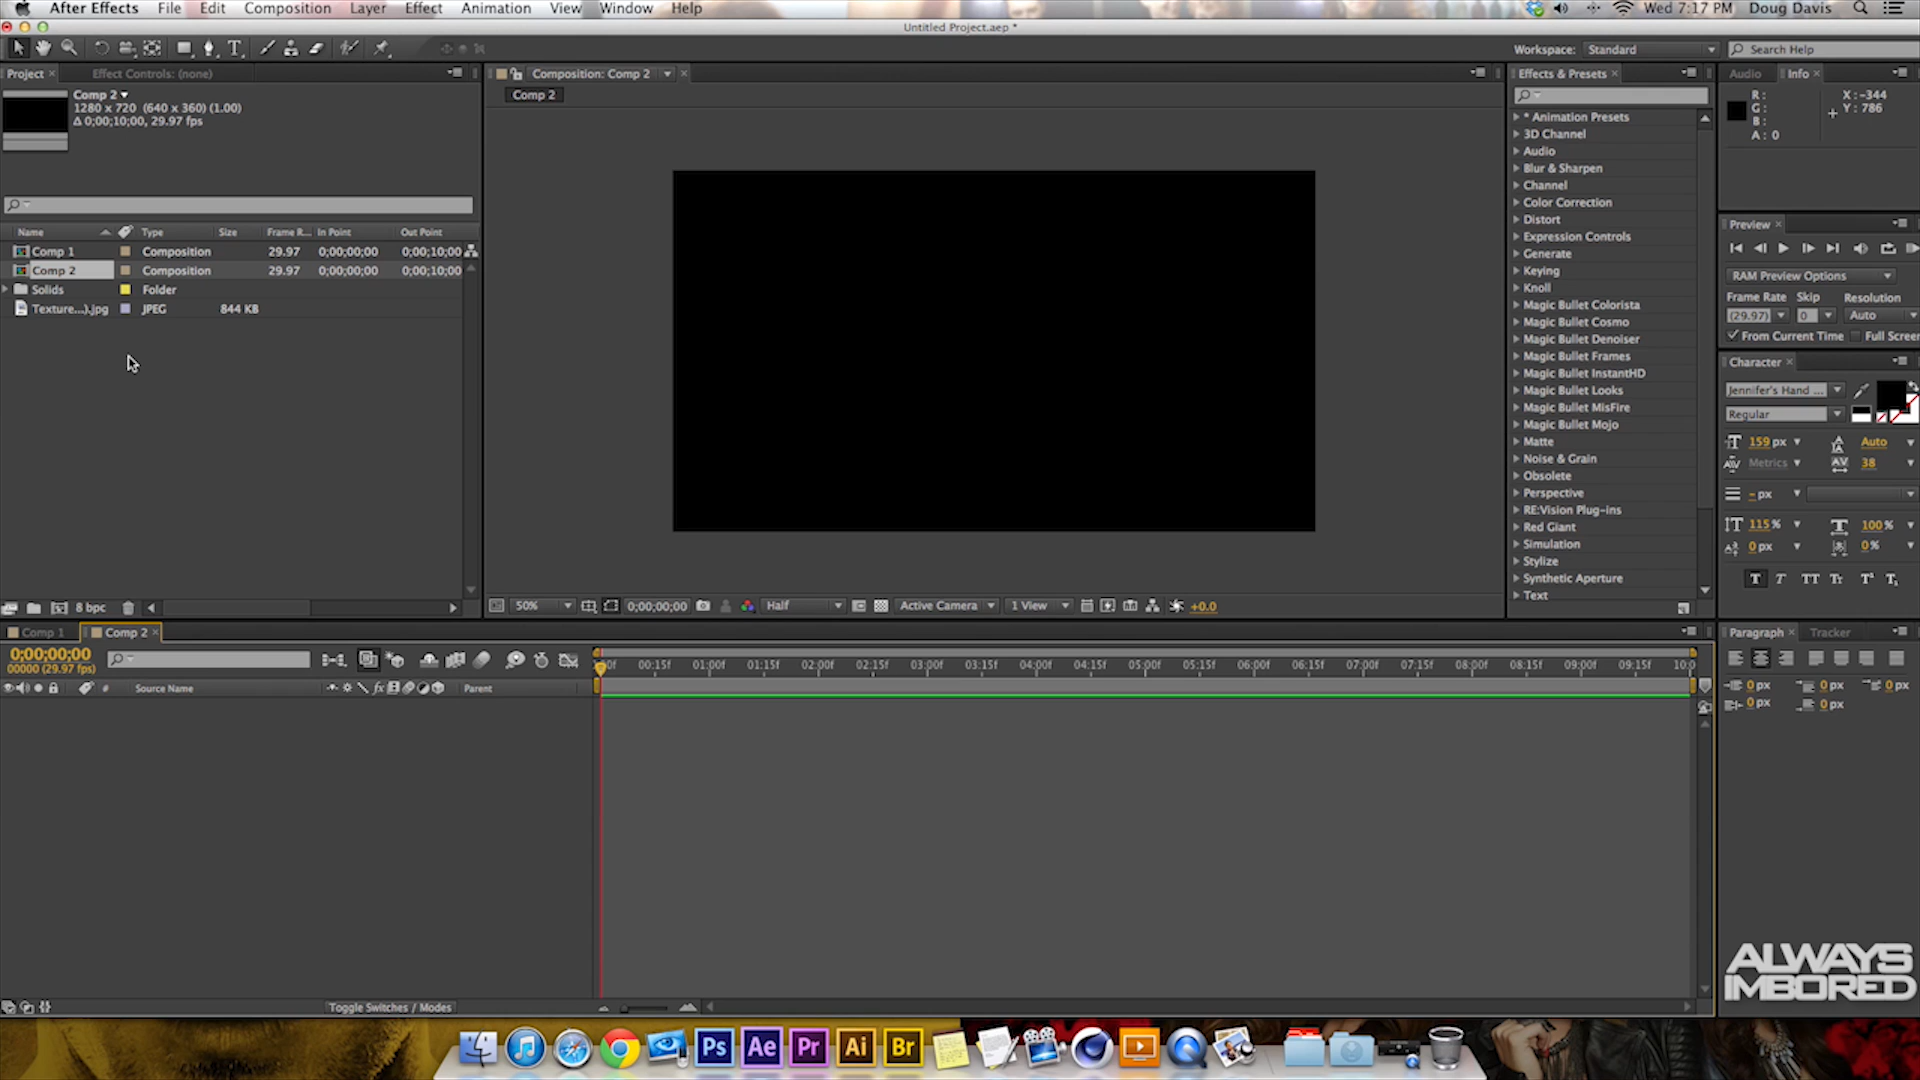 After Effects File Edit Composition Layer Effect Animation View Window Help Wed 7:17 PM Doug Davis
Untitled Project.aep *
Workspace: Standard Search Help
Project Effect Controls: (none)
Comp 2
1280 x 720 (640 x 360) (1.00)
Δ 0;00;10;00, 29.97 fps
Name Type Size Frame R... In Point Out Point
Comp 1 Composition 29.97 0;00;00;00 0;00;10;00
Comp 2 Composition 29.97 0;00;00;00 0;00;10;00
Solids Folder
Texture...).jpg JPEG 844 KB
8 bpc
Composition: Comp 2
Comp 2
50% 0;00;00;00 Half Active Camera 1 View +0.0
Effects & Presets
* Animation Presets
3D Channel
Audio
Blur & Sharpen
Channel
Color Correction
Distort
Expression Controls
Generate
Keying
Knoll
Magic Bullet Colorista
Magic Bullet Cosmo
Magic Bullet Denoiser
Magic Bullet Frames
Magic Bullet InstantHD
Magic Bullet Looks
Magic Bullet MisFire
Magic Bullet Mojo
Matte
Noise & Grain
Obsolete
Perspective
RE:Vision Plug-ins
Red Giant
Simulation
Stylize
Synthetic Aperture
Text
Audio Info
R: X: -344
G: Y: 786
B:
A: 0
Preview
RAM Preview Options
Frame Rate Skip Resolution
(29.97) 0 Auto
From Current Time Full Screen
Character
Jennifer's Hand ...
Regular
159 px Auto
Metrics 38
- px
115 % 100 %
0 px 0 %
T T TT Tr T' T,
Comp 1 Comp 2
0;00;00;00
00000 (29.97 fps)
00f 00:15f 01:00f 01:15f 02:00f 02:15f 03:00f 03:15f 04:00f 04:15f 05:00f 05:15f 06:00f 06:15f 07:00f 07:15f 08:00f 08:15f 09:00f 09:15f 10:0
# Source Name fx Parent
Toggle Switches / Modes
Paragraph Tracker
0 px 0 px 0 px
0 px 0 px
ALWAYS
IMBORED
Ps Ae Pr Ai Br